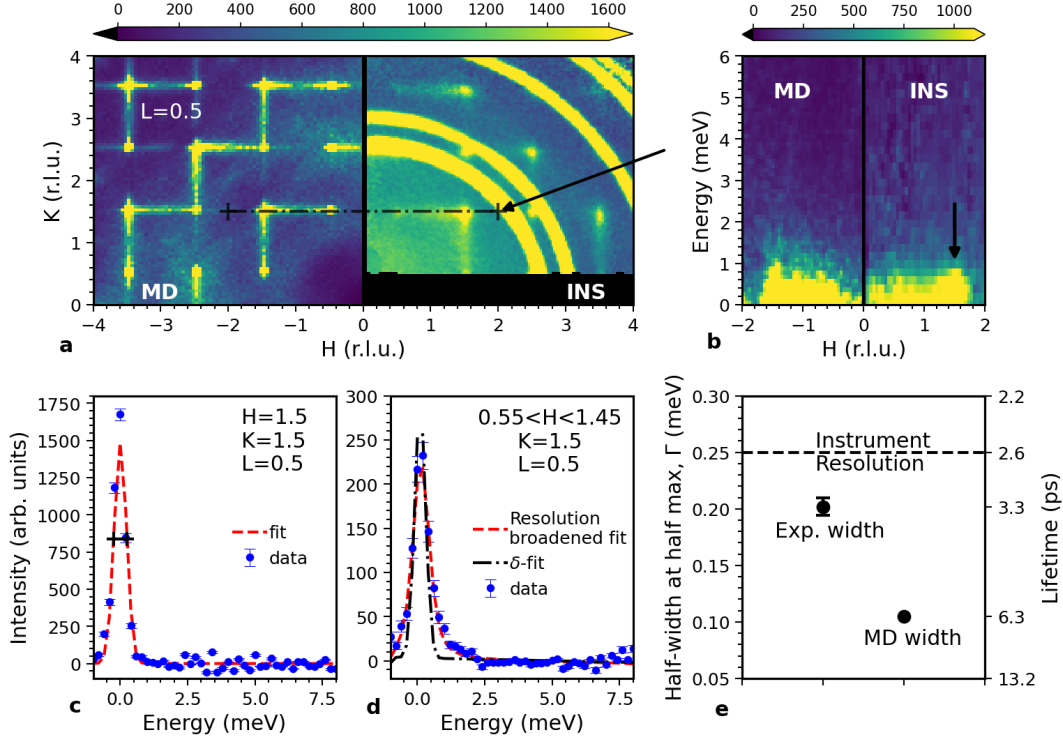 0 200 400 600 800 1000 1200 1400 1600
4
3
2
1
0
K (r.l.u.)
L=0.5
MD
INS
−4 −3 −2 −1 0 1 2 3 4
H (r.l.u.)
a
0 250 500 750 1000
6
5
4
3
2
1
0
Energy (meV)
MD
INS
−2 −1 0 1 2
H (r.l.u.)
b
1750
1500
1250
1000
750
500
250
0
Intensity (arb. units)
H=1.5
K=1.5
L=0.5
fit
data
0.0 2.5 5.0 7.5
Energy (meV)
c
300
250
200
150
100
50
0
0.55<H<1.45
K=1.5
L=0.5
Resolution
broadened fit
δ-fit
data
0.0 2.5 5.0 7.5
Energy (meV)
d
0.30
0.25
0.20
0.15
0.10
0.05
Half-width at half max, Γ (meV)
Instrument
Resolution
Exp. width
MD width
2.2
2.6
3.3
6.3
13.2
Lifetime (ps)
e